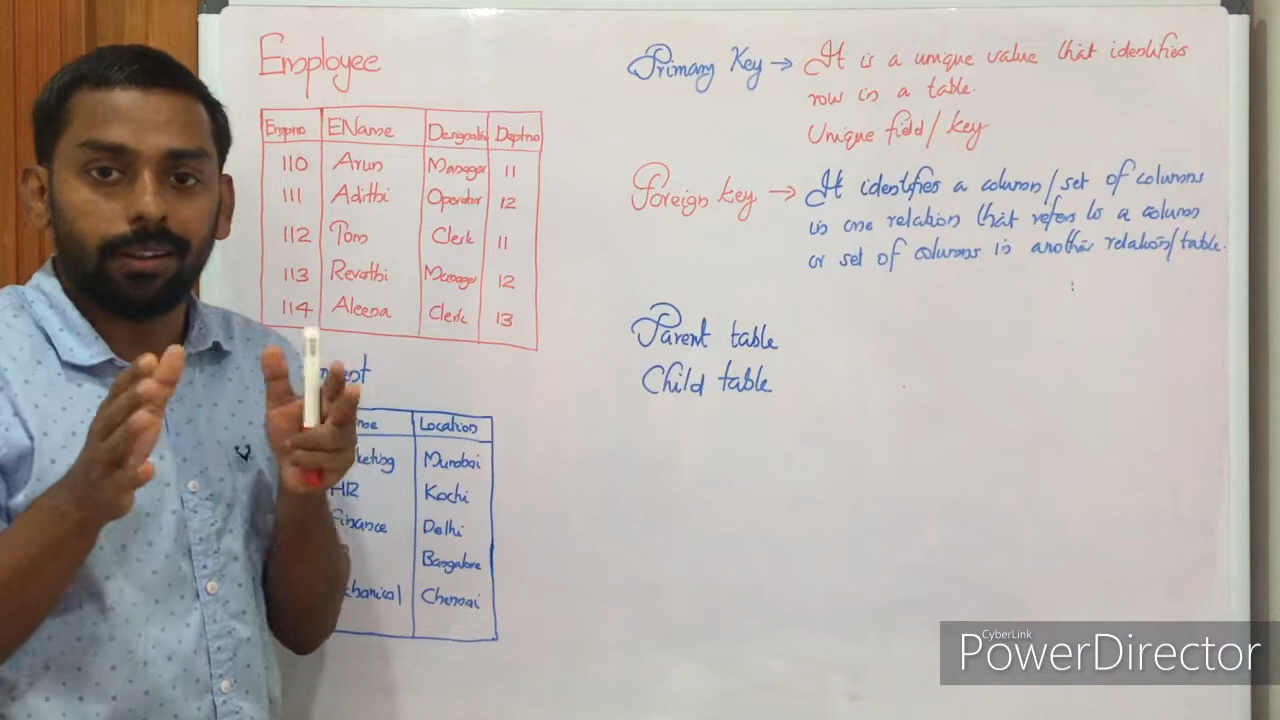 Employee
Empno EName Designation Deptno
110 Arun Manager 11
111 Adithi Operator 12
112 Tom Clerk 11
113 Revathi Manager 12
114 Aleena Clerk 13
Location
Mumbai
HR Kochi
Finance Delhi
Bangalore
Chennai
Primary Key → It is a unique value that identifies
row in a table.
Unique field / key
Foreign key → It identifies a column/set of columns
in one relation that refers to a column
or set of columns in another relation/table.
Parent table
Child table
CyberLink
PowerDirector